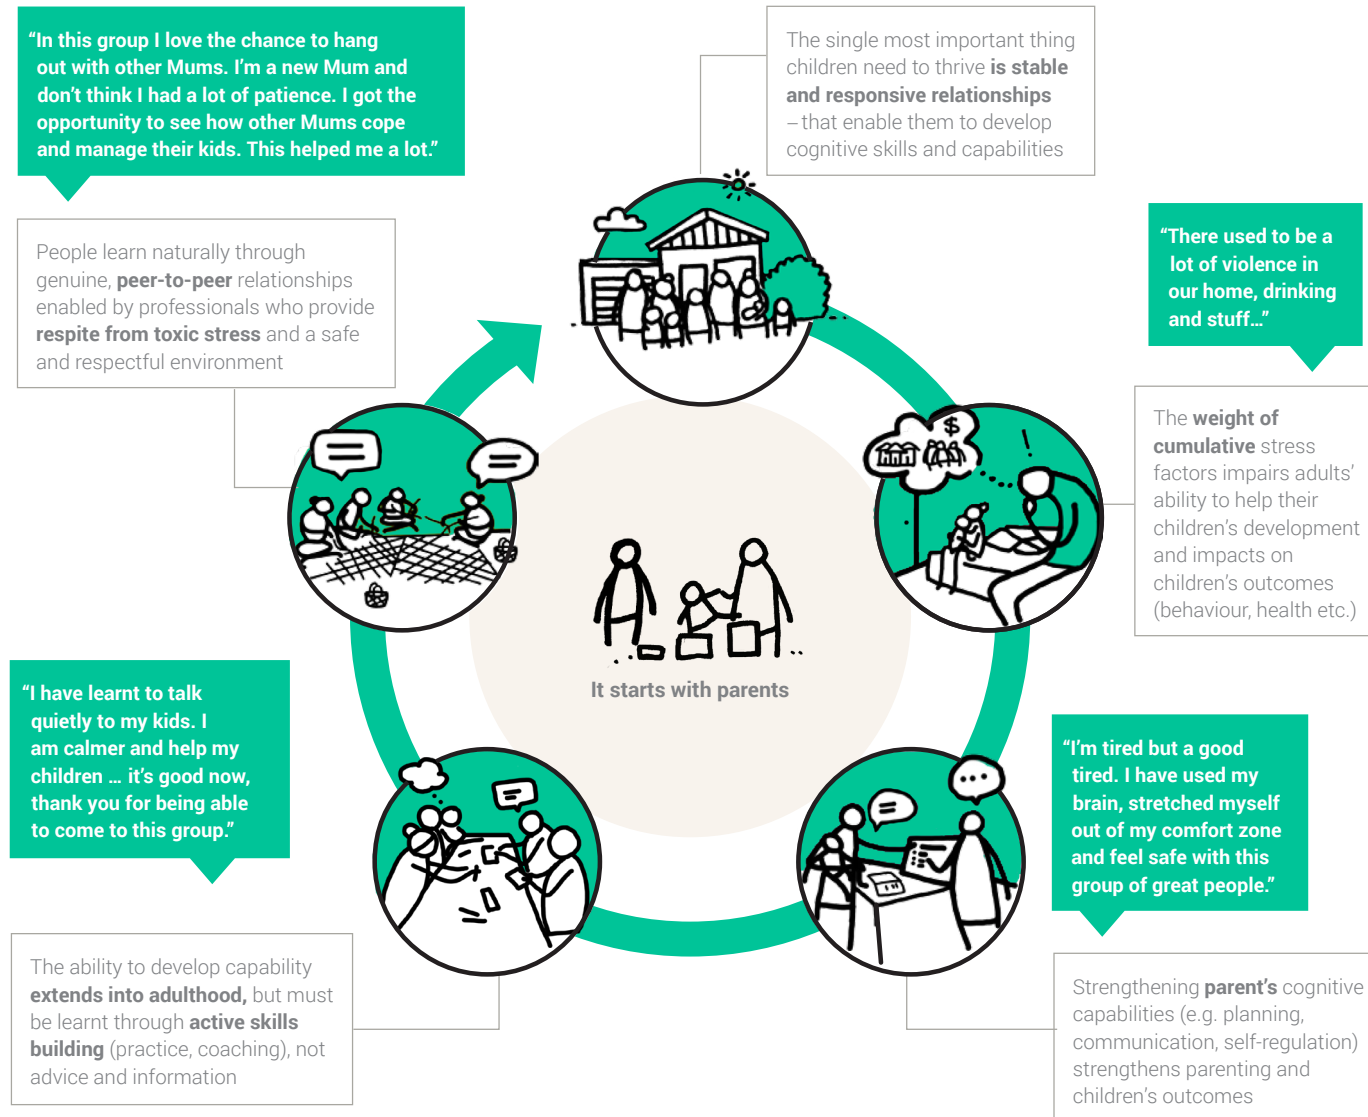 “In this group I love the chance to hang
out with other Mums. I’m a new Mum and
don’t think I had a lot of patience. I got the
opportunity to see how other Mums cope
and manage their kids. This helped me a lot.”
People learn naturally through
genuine, peer-to-peer relationships
enabled by professionals who provide
respite from toxic stress and a safe
and respectful environment
The single most important thing
children need to thrive is stable
and responsive relationships
– that enable them to develop
cognitive skills and capabilities
“There used to be a
lot of violence in
our home, drinking
and stuff…”
The weight of
cumulative stress
factors impairs adults’
ability to help their
children’s development
and impacts on
children’s outcomes
(behaviour, health etc.)
$
!
It starts with parents
“I have learnt to talk
quietly to my kids. I
am calmer and help my
children … it’s good now,
thank you for being able
to come to this group.”
The ability to develop capability
extends into adulthood, but must
be learnt through active skills
building (practice, coaching), not
advice and information
“I’m tired but a good
tired. I have used my
brain, stretched myself
out of my comfort zone
and feel safe with this
group of great people.”
Strengthening parent’s cognitive
capabilities (e.g. planning,
communication, self-regulation)
strengthens parenting and
children’s outcomes